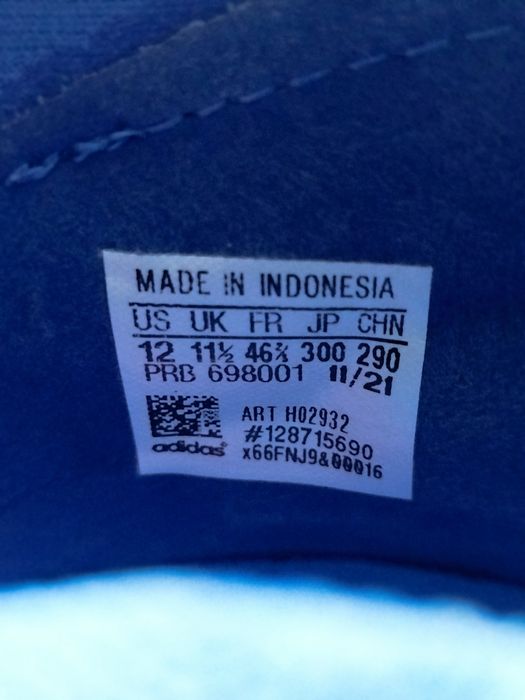 MADE IN INDONESIA
US UK FR JP CHN
12 11½ 46⅔ 300 290
PRB 698001 11/21
ART H02932
#128715690
adidas
x66FNJ9&00016